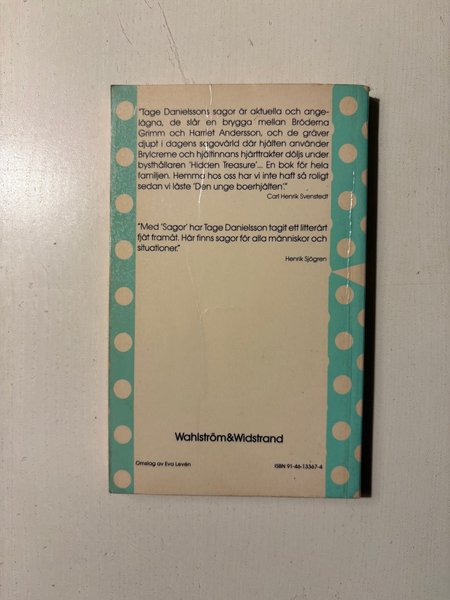 "Tage Danielssons sagor är aktuella och ange-
lägna, de slår en brygga mellan Bröderna
Grimm och Harriet Andersson, och de gräver
djupt i dagens sagovärld där hjälten använder
Brylcreme och hjältinnans hjärttrakter döljs under
bysthållaren 'Hidden Treasure'... En bok för hela
familjen. Hemma hos oss har vi inte haft så roligt
sedan vi läste 'Den unge boerhjälten'."
Carl Henrik Svenstedt
"Med 'Sagor' har Tage Danielsson tagit ett litterärt
fjät framåt. Här finns sagor för alla människor och
situationer."
Henrik Sjögren
Wahlström&Widstrand
Omslag av Eva Levén
ISBN 91-46-13367-4